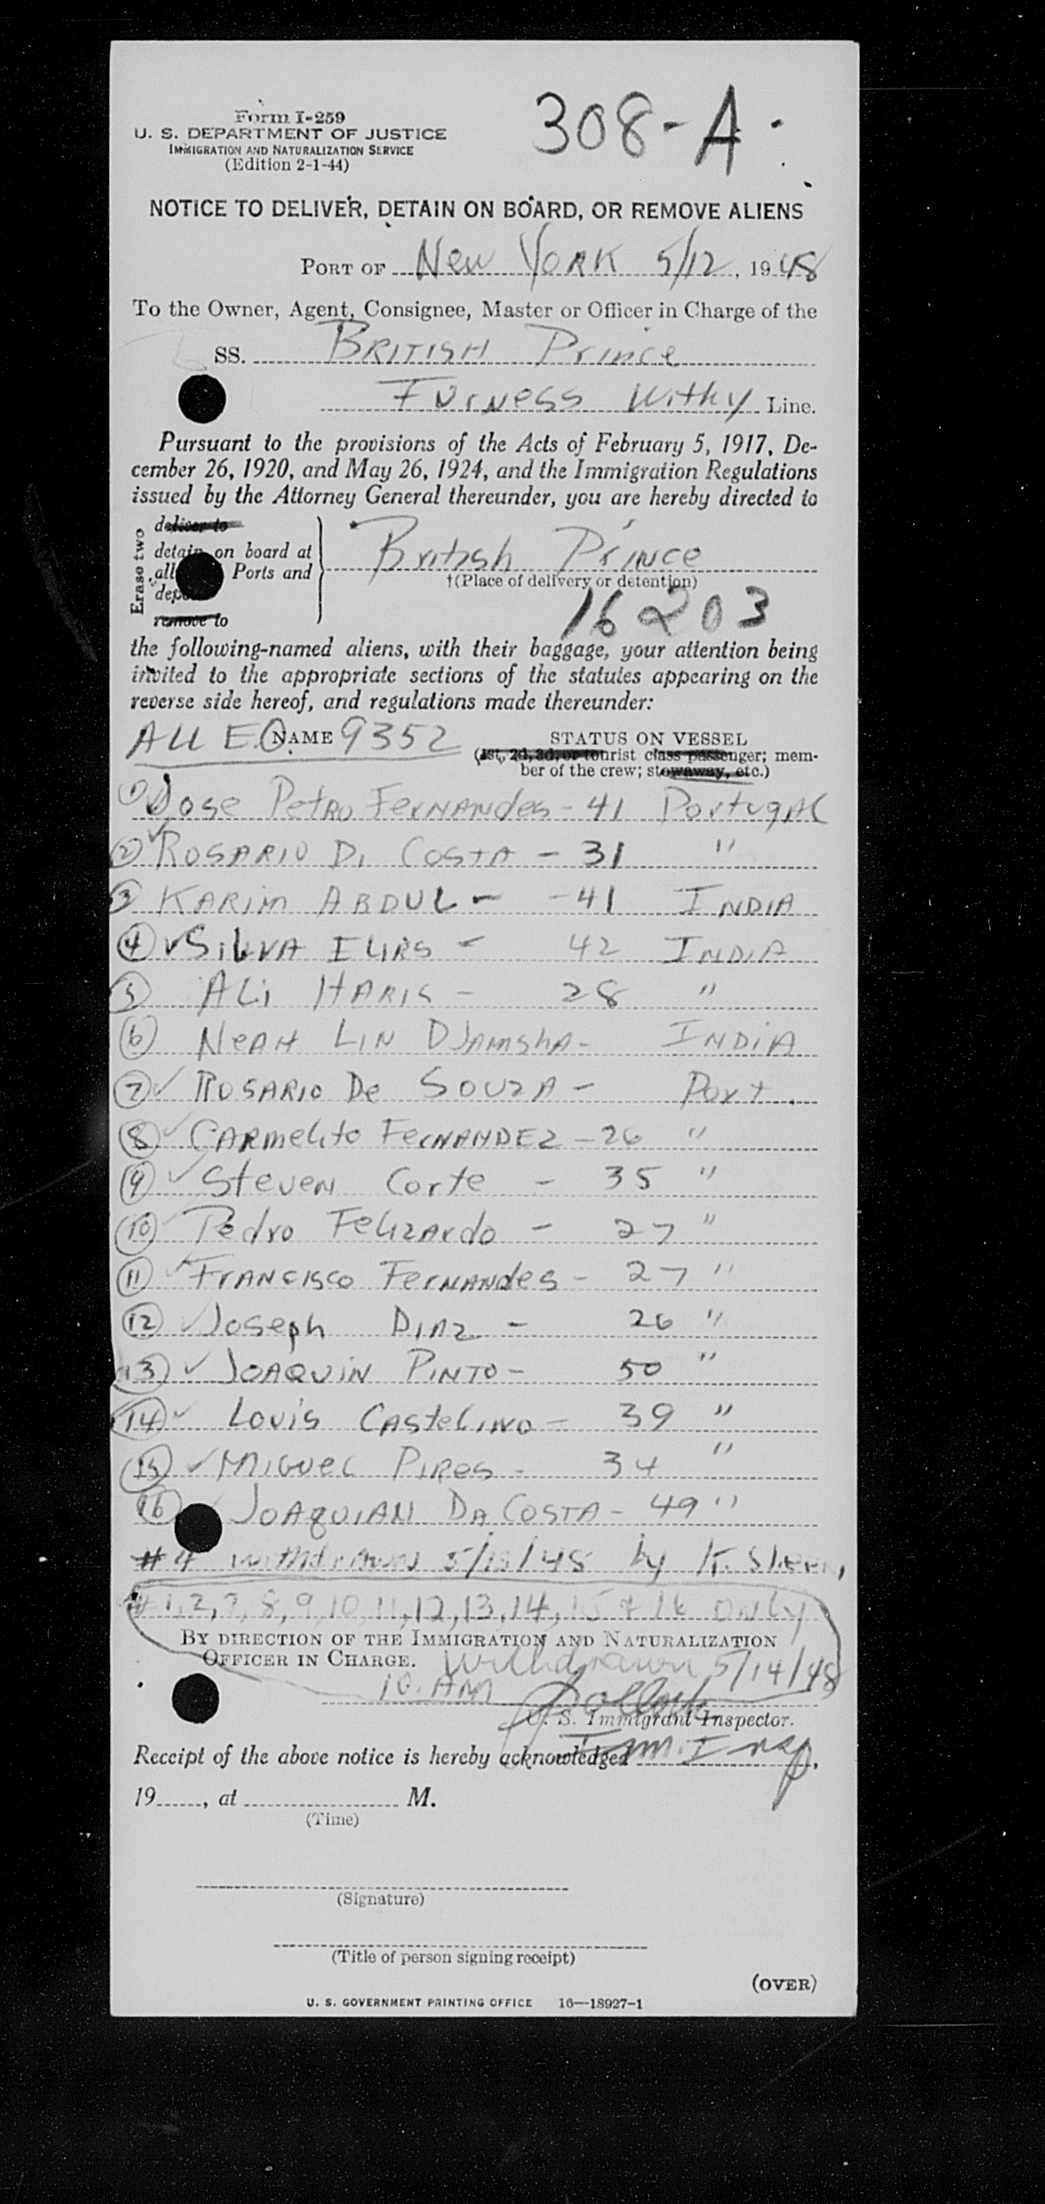 308-A.
Form I-259
U. S. DEPARTMENT OF JUSTICE
IMMIGRATION AND NATURALIZATION SERVICE
(Edition 2-1-44)
NOTICE TO DELIVER, DETAIN ON BOARD, OR REMOVE ALIENS
PORT OF New York 5/12, 1948
To the Owner, Agent, Consignee, Master or Officer in Charge of the
SS. British Prince
Furness Withy Line.
Pursuant to the provisions of the Acts of February 5, 1917, De-
cember 26, 1920, and May 26, 1924, and the Immigration Regulations
issued by the Attorney General thereunder, you are hereby directed to
Erase two
deliver to
detain on board at
all Ports and
remove to
British Prince
†(Place of delivery or detention)
16203
the following-named aliens, with their baggage, your attention being
invited to the appropriate sections of the statutes appearing on the
reverse side hereof, and regulations made thereunder:
ALL E.O. 9352
NAME STATUS ON VESSEL
(1st, 2d, 3d, or tourist class passenger; mem-
ber of the crew; stowaway, etc.)
1 Jose Petro Fernandes - 41 Portugal
2 Rosario Di Costa - 31 "
3 Karim Abdul - - 41 India
4 Silva Elias - 42 India
5 Ali Haris - 28 "
6 Neah Lin Djamsha - India
7 Rosario De Souza - Port.
8 Carmelito Fernandez - 26 "
9 Steven Corte - 35 "
10 Pedro Felizardo - 27 "
11 Francisco Fernandes - 27 "
12 Joseph Diaz - 26 "
13 Joaquin Pinto - 50 "
14 Louis Castelino - 39 "
15 Miguel Pires - 34 "
16 Joaquian Da Costa - 49 "
#4 withdrawn 5/13/48 by K.
#1, 2, 7, 8, 9, 10, 11, 12, 13, 14, 15 & 16 only
BY DIRECTION OF THE IMMIGRATION AND NATURALIZATION
OFFICER IN CHARGE. Withdrawn 5/14/48
10 AM
U. S. Immigrant Inspector.
Imm. Insp
Receipt of the above notice is hereby acknowledged ,
19 , at M.
(Time)
(Signature)
(Title of person signing receipt)
(OVER)
U. S. GOVERNMENT PRINTING OFFICE 16—18927-1